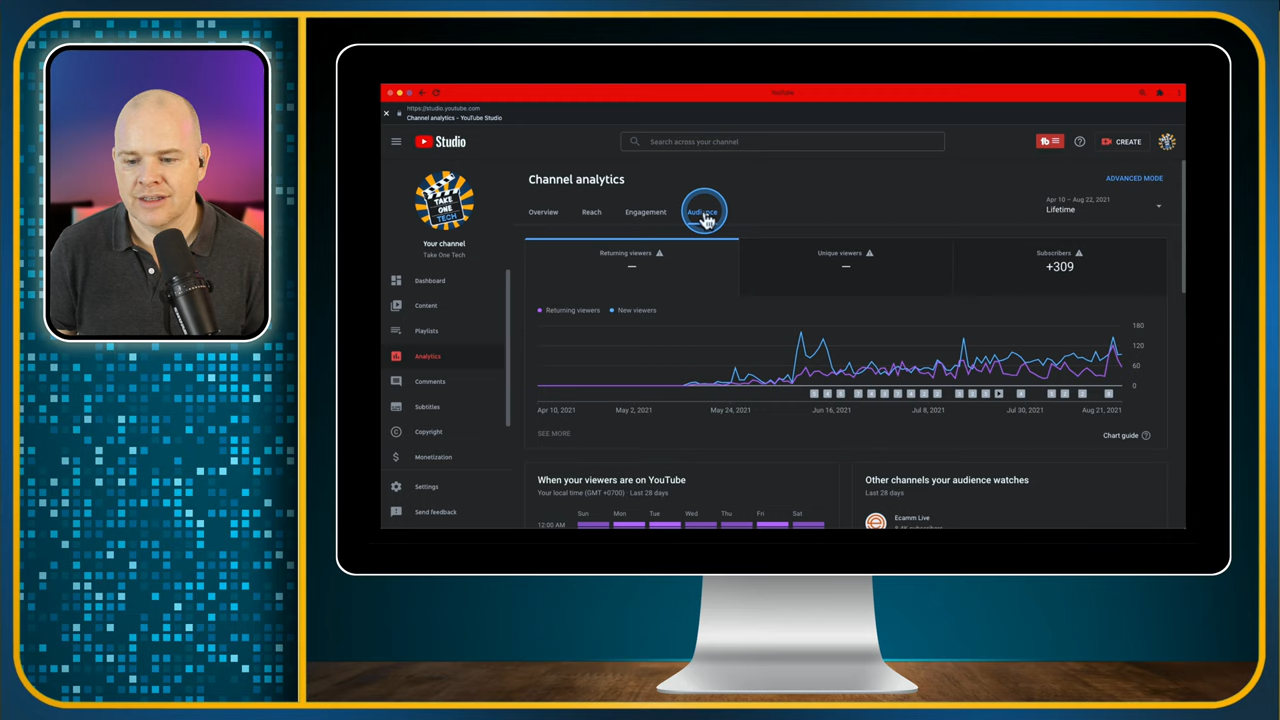 YouTube
https://studio.youtube.com
Channel analytics - YouTube Studio
Studio
Search across your channel
CREATE
TAKE
ONE
TECH
Your channel
Take One Tech
Dashboard
Content
Playlists
Analytics
Comments
Subtitles
Copyright
Monetization
Settings
Send feedback
Channel analytics
ADVANCED MODE
Apr 10 – Aug 22, 2021
Lifetime
Overview
Reach
Engagement
Audience
Returning viewers
—
Unique viewers
—
Subscribers
+309
Returning viewers
New viewers
180
120
60
0
Apr 10, 2021
May 2, 2021
May 24, 2021
Jun 16, 2021
Jul 8, 2021
Jul 30, 2021
Aug 21, 2021
SEE MORE
Chart guide
When your viewers are on YouTube
Your local time (GMT +0700) · Last 28 days
Sun Mon Tue Wed Thu Fri Sat
12:00 AM
Other channels your audience watches
Last 28 days
Ecamm Live